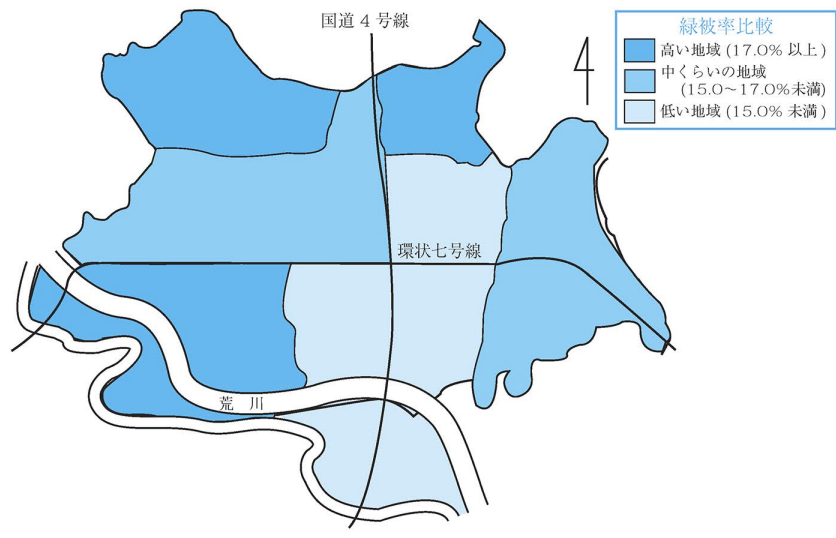 国道4号線
緑被率比較
高い地域(17.0%以上)
中くらいの地域
(15.0～17.0%未満)
低い地域(15.0%未満)
環状七号線
荒川